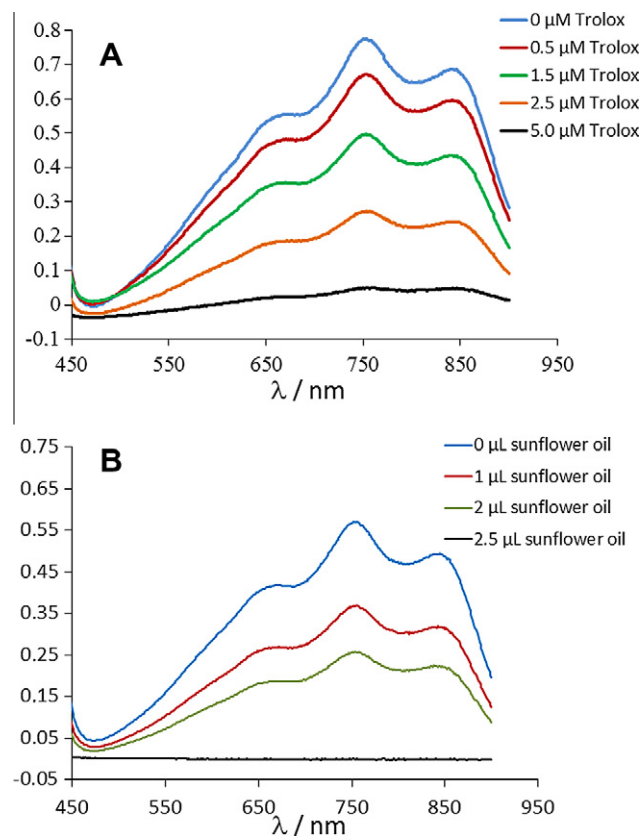 A
0 µM Trolox
0.5 µM Trolox
1.5 µM Trolox
2.5 µM Trolox
5.0 µM Trolox
0.8
0.7
0.6
0.5
0.4
0.3
0.2
0.1
0
-0.1
450 550 650 750 850 950
λ / nm
B
0 µL sunflower oil
1 µL sunflower oil
2 µL sunflower oil
2.5 µL sunflower oil
0.75
0.65
0.55
0.45
0.35
0.25
0.15
0.05
-0.05
450 550 650 750 850 950
λ / nm